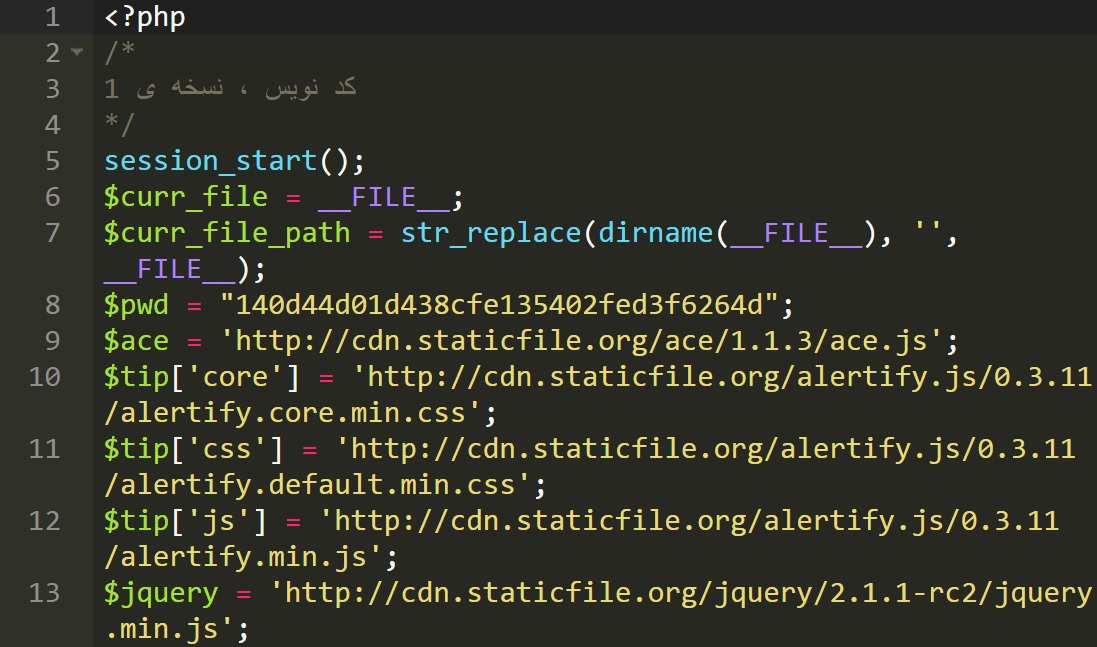 1 <?php
2 /*
3 کد نویس ، نسخه ی 1
4 */
5 session_start();
6 $curr_file = __FILE__;
7 $curr_file_path = str_replace(dirname(__FILE__), '',
__FILE__);
8 $pwd = "140d44d01d438cfe135402fed3f6264d";
9 $ace = 'http://cdn.staticfile.org/ace/1.1.3/ace.js';
10 $tip['core'] = 'http://cdn.staticfile.org/alertify.js/0.3.11
/alertify.core.min.css';
11 $tip['css'] = 'http://cdn.staticfile.org/alertify.js/0.3.11
/alertify.default.min.css';
12 $tip['js'] = 'http://cdn.staticfile.org/alertify.js/0.3.11
/alertify.min.js';
13 $jquery = 'http://cdn.staticfile.org/jquery/2.1.1-rc2/jquery
.min.js';